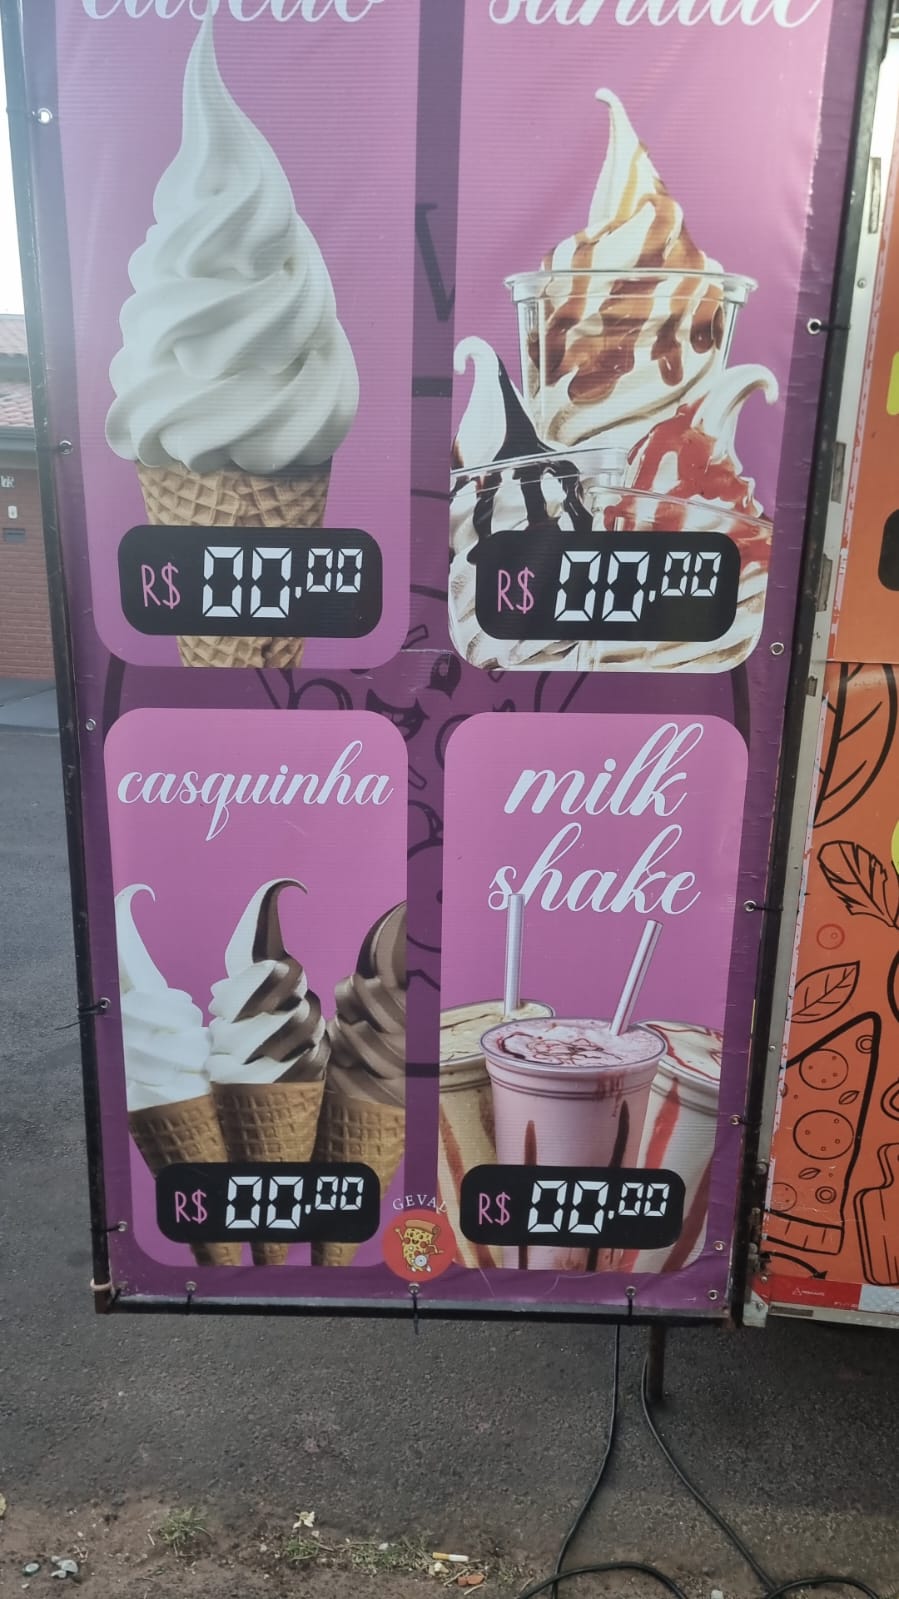 R$ 00,00
R$ 00,00
casquinha
milk
shake
R$ 00,00
R$ 00,00